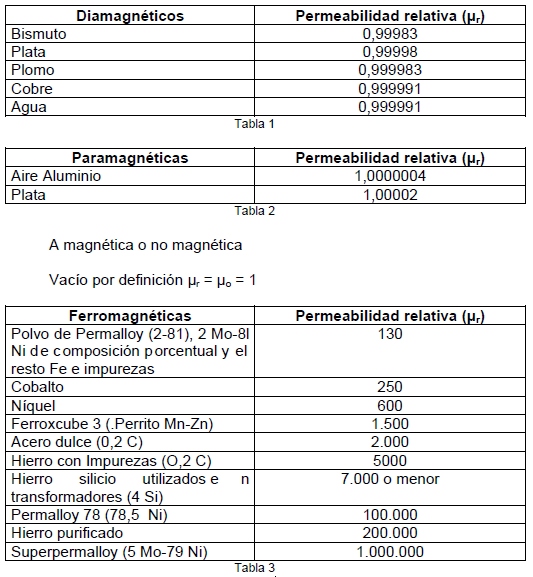 Diamagnéticos Permeabilidad relativa (µr)
Bismuto 0,99983
Plata 0,99998
Plomo 0,999983
Cobre 0,999991
Agua 0,999991
Tabla 1
Paramagnéticas Permeabilidad relativa (µr)
Aire Aluminio 1,0000004
Plata 1,00002
Tabla 2
A magnética o no magnética
Vacío por definición µr = µo = 1
Ferromagnéticas Permeabilidad relativa (µr)
Polvo de Permalloy (2-81), 2 Mo-8l 130
Ni de composición porcentual y el
resto Fe e impurezas
Cobalto 250
Níquel 600
Ferroxcube 3 (.Perrito Mn-Zn) 1.500
Acero dulce (0,2 C) 2.000
Hierro con Impurezas (O,2 C) 5000
Hierro silicio utilizados e n 7.000 o menor
transformadores (4 Si)
Permalloy 78 (78,5 Ni) 100.000
Hierro purificado 200.000
Superpermalloy (5 Mo-79 Ni) 1.000.000
Tabla 3